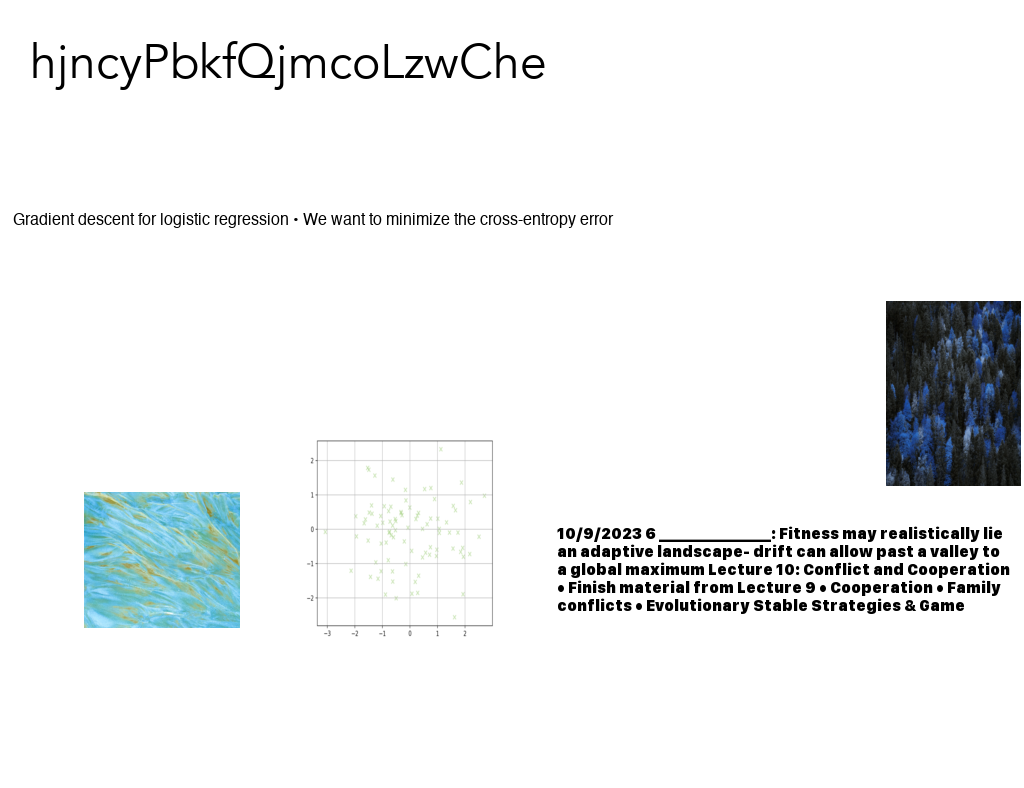 hjncyPbkfQjmcoLzwChe
Gradient descent for logistic regression • We want to minimize the cross-entropy error
2
1
0
−1
−2
−3 −2 −1 0 1 2
10/9/2023 6 ______________: Fitness may realistically lie
an adaptive landscape- drift can allow past a valley to
a global maximum Lecture 10: Conflict and Cooperation
• Finish material from Lecture 9 • Cooperation • Family
conflicts • Evolutionary Stable Strategies & Game